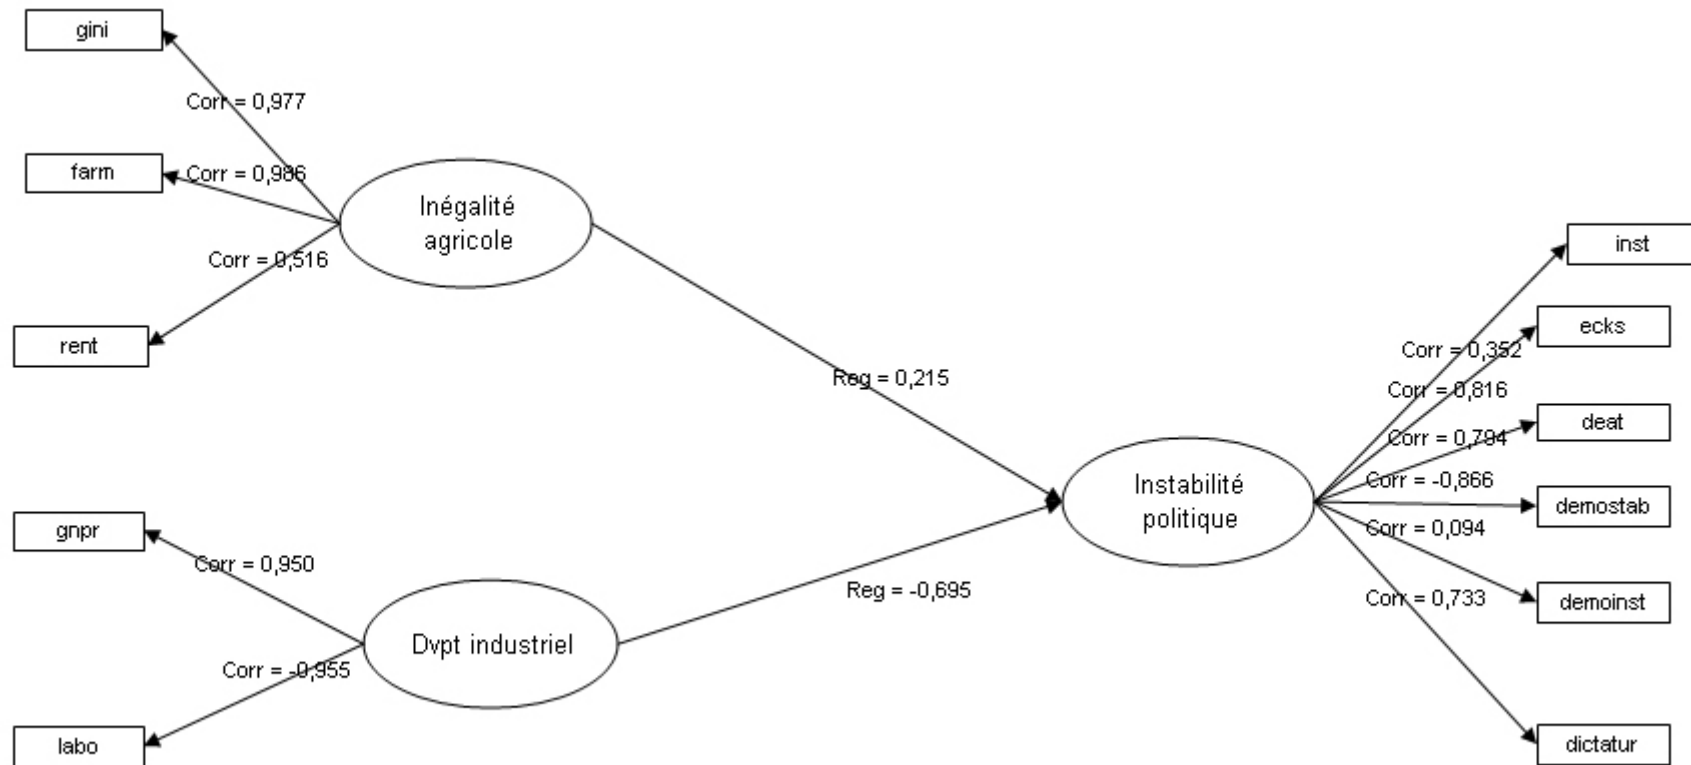 gini
Corr = 0,977
farm
Corr = 0,986
Inégalité
agricole
Corr = 0,516
rent
inst
ecks
Corr = 0,352
Reg = 0,215
Corr = 0,816
deat
Corr = 0,794
Corr = -0,866
Instabilité
politique
demostab
gnpr
Corr = 0,094
Corr = 0,950
Reg = -0,695
Corr = 0,733
demoinst
Dvpt industriel
Corr = -0,955
labo
dictatur